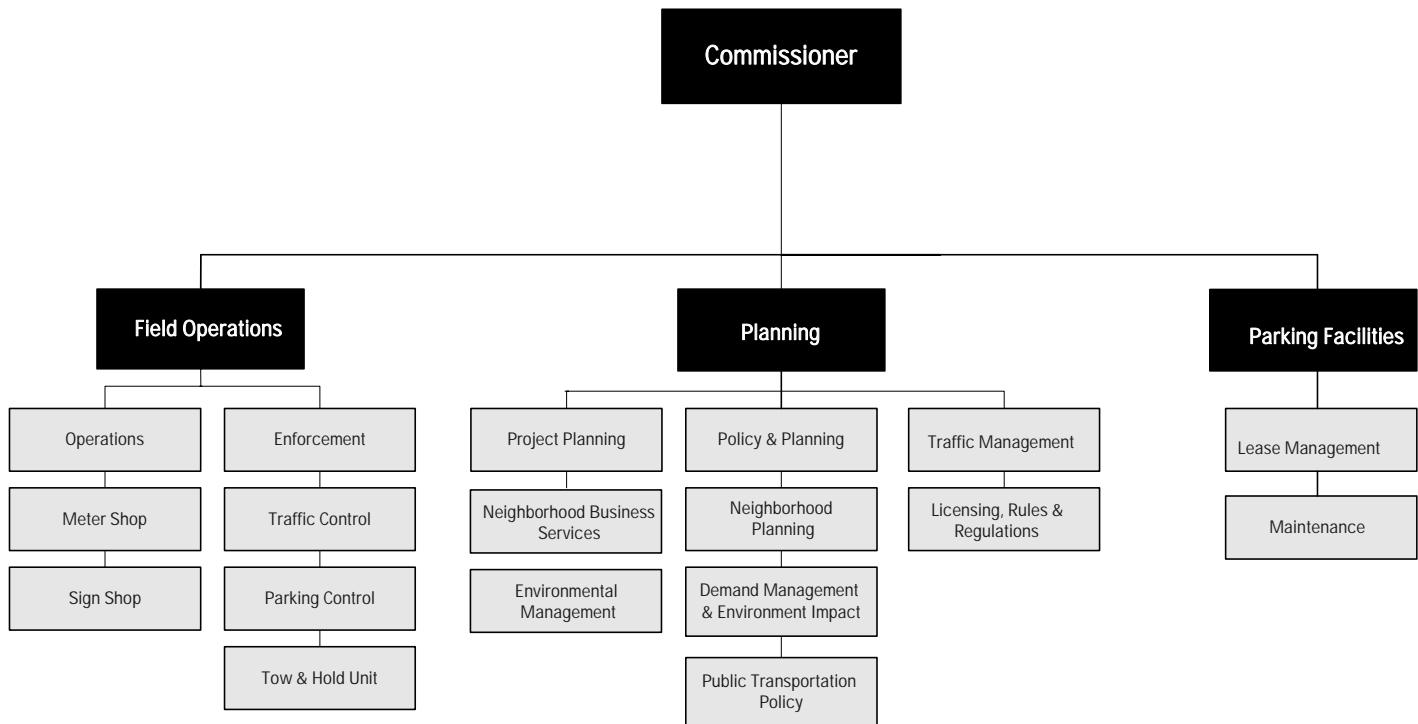 Commissioner
Field Operations
Planning
Parking Facilities
Operations
Enforcement
Project Planning
Policy & Planning
Traffic Management
Lease Management
Meter Shop
Traffic Control
Neighborhood Business
Services
Neighborhood
Planning
Licensing, Rules &
Regulations
Maintenance
Sign Shop
Parking Control
Environmental
Management
Demand Management
& Environment Impact
Tow & Hold Unit
Public Transportation
Policy